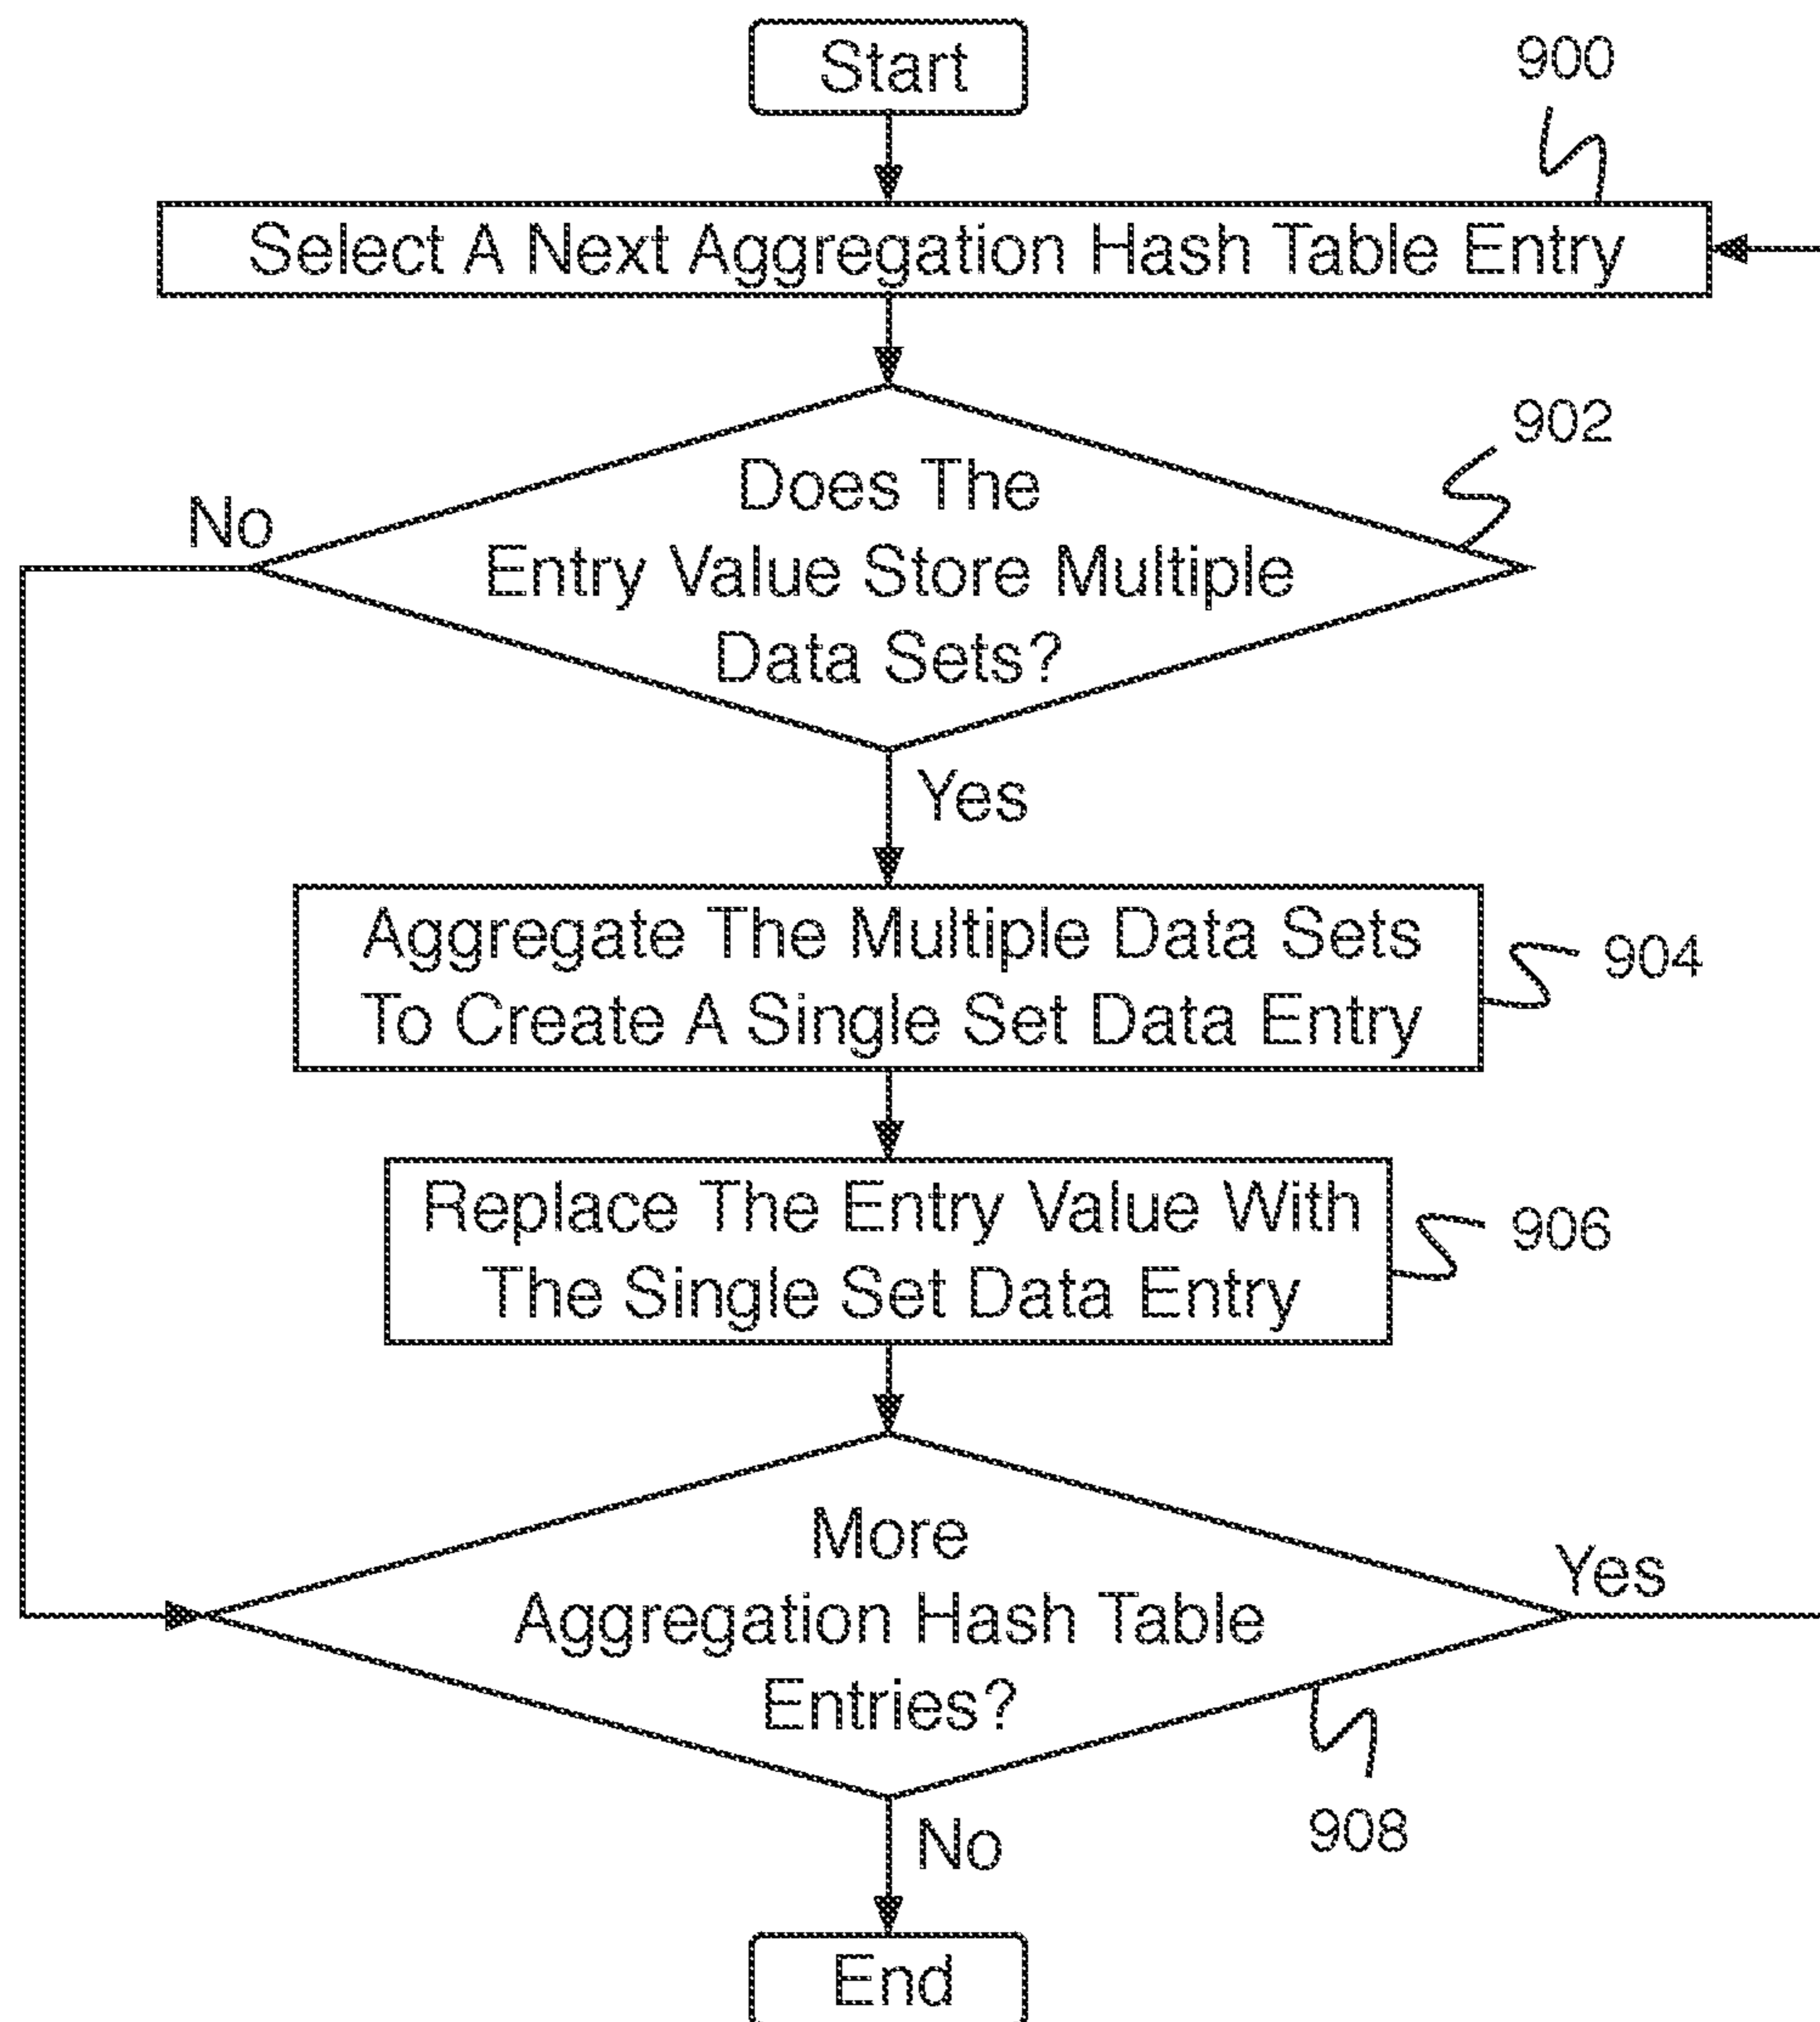 Start
900
Select A Next Aggregation Hash Table Entry
902
Does The
No
Entry Value Store Multiple
Data Sets?
Yes
Aggregate The Multiple Data Sets
904
To Create A Single Set Data Entry
Replace The Entry Value With
906
The Single Set Data Entry
More
Yes
Aggregation Hash Table
Entries?
908
No
End